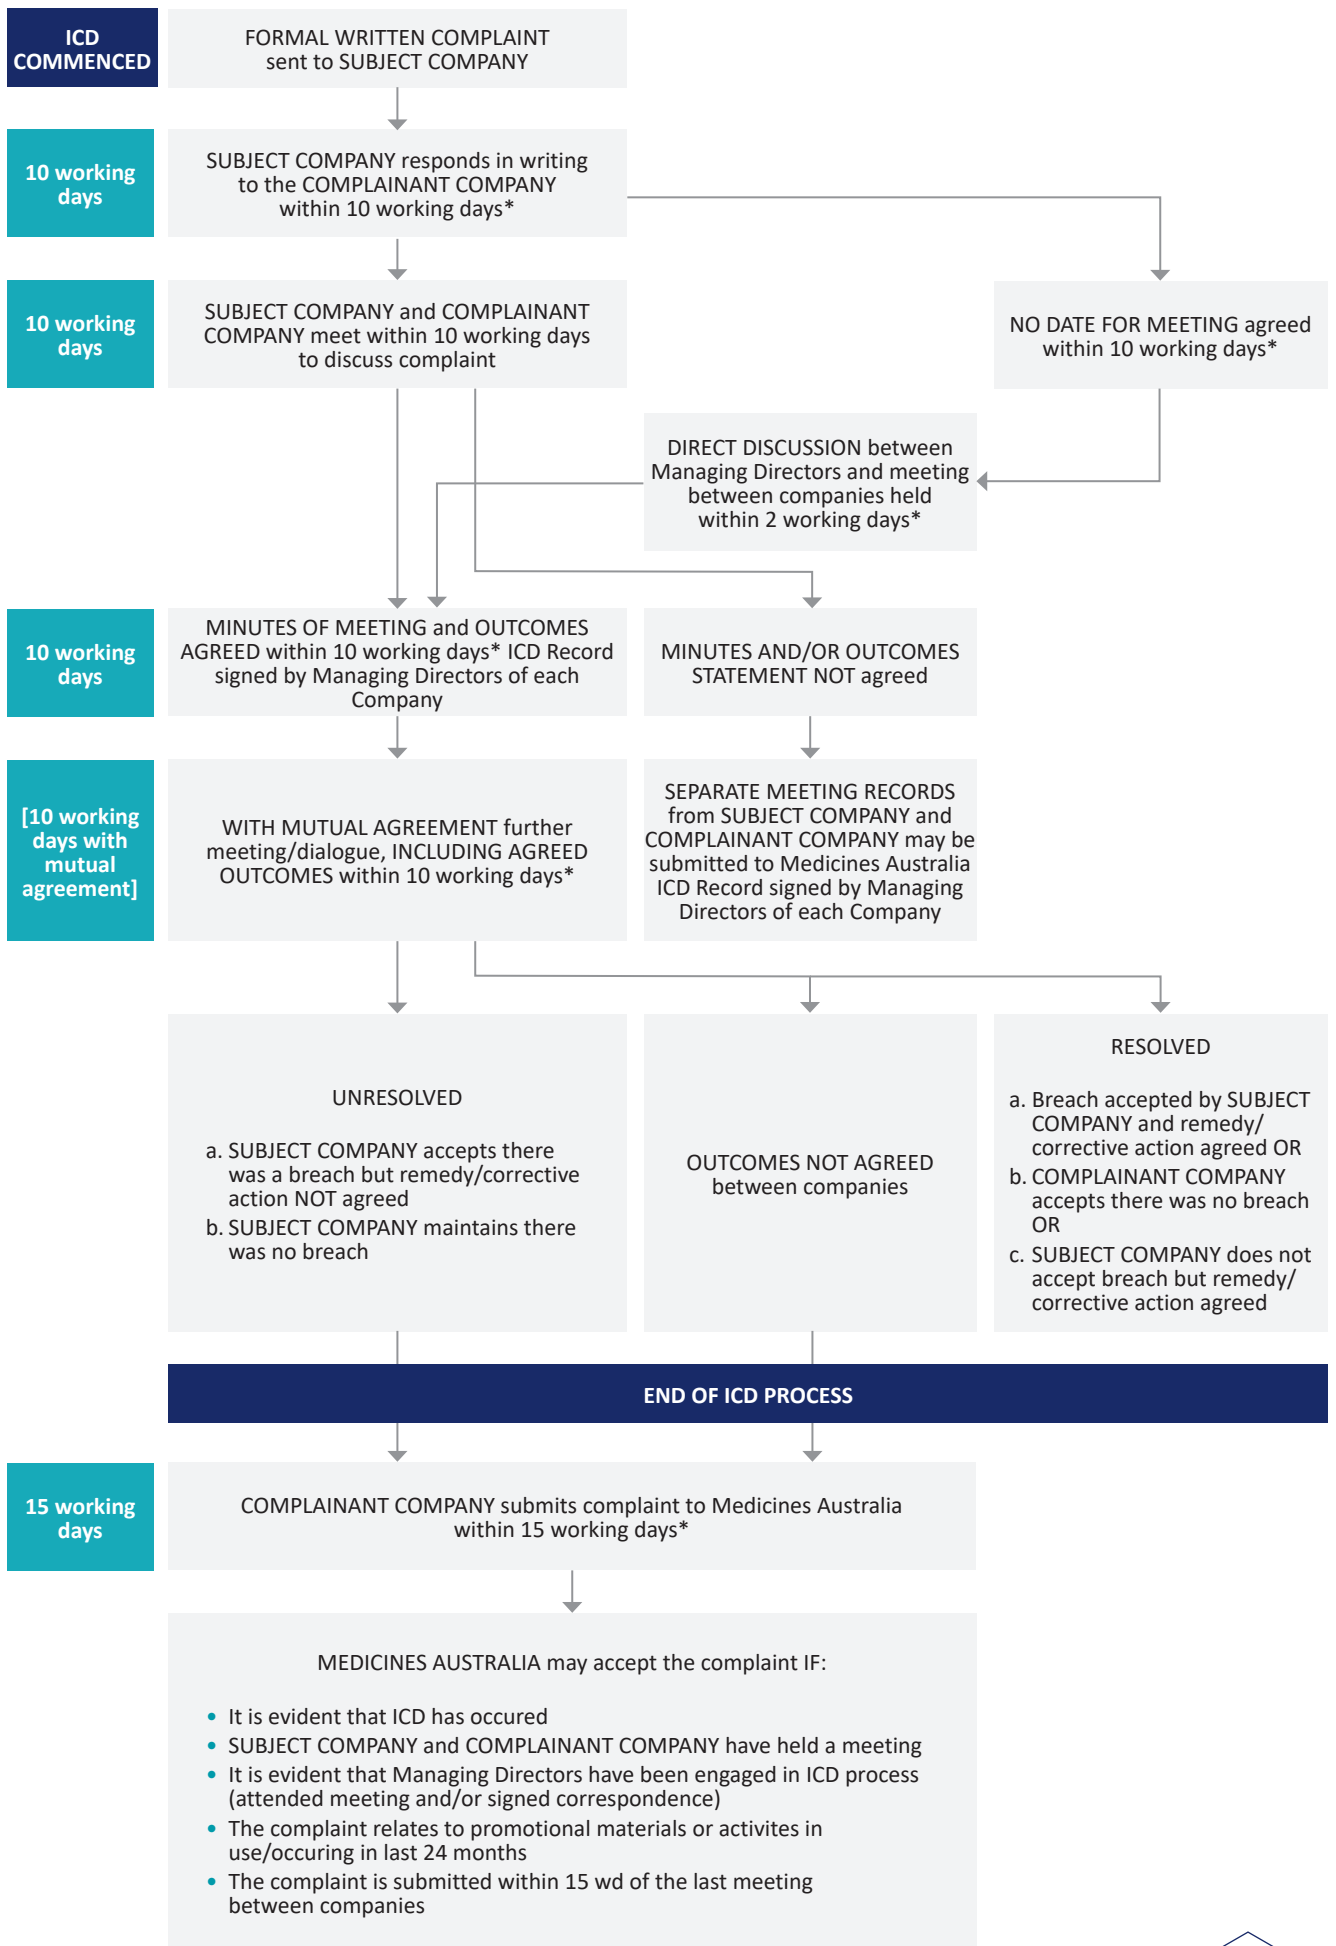 ICD
COMMENCED
FORMAL WRITTEN COMPLAINT
sent to SUBJECT COMPANY
10 working
days
SUBJECT COMPANY responds in writing
to the COMPLAINANT COMPANY
within 10 working days*
10 working
days
SUBJECT COMPANY and COMPLAINANT
COMPANY meet within 10 working days
to discuss complaint
NO DATE FOR MEETING agreed
within 10 working days*
DIRECT DISCUSSION between
Managing Directors and meeting
between companies held
within 2 working days*
10 working
days
MINUTES OF MEETING and OUTCOMES
AGREED within 10 working days* ICD Record
signed by Managing Directors of each
Company
MINUTES AND/OR OUTCOMES
STATEMENT NOT agreed
[10 working
days with
mutual
agreement]
WITH MUTUAL AGREEMENT further
meeting/dialogue, INCLUDING AGREED
OUTCOMES within 10 working days*
SEPARATE MEETING RECORDS
from SUBJECT COMPANY and
COMPLAINANT COMPANY may be
submitted to Medicines Australia
ICD Record signed by Managing
Directors of each Company
UNRESOLVED
a. SUBJECT COMPANY accepts there
was a breach but remedy/corrective
action NOT agreed
b. SUBJECT COMPANY maintains there
was no breach
OUTCOMES NOT AGREED
between companies
RESOLVED
a. Breach accepted by SUBJECT
COMPANY and remedy/
corrective action agreed OR
b. COMPLAINANT COMPANY
accepts there was no breach
OR
c. SUBJECT COMPANY does not
accept breach but remedy/
corrective action agreed
END OF ICD PROCESS
15 working
days
COMPLAINANT COMPANY submits complaint to Medicines Australia
within 15 working days*
MEDICINES AUSTRALIA may accept the complaint IF:
• It is evident that ICD has occured
• SUBJECT COMPANY and COMPLAINANT COMPANY have held a meeting
• It is evident that Managing Directors have been engaged in ICD process
(attended meeting and/or signed correspondence)
• The complaint relates to promotional materials or activites in
use/occuring in last 24 months
• The complaint is submitted within 15 wd of the last meeting
between companies